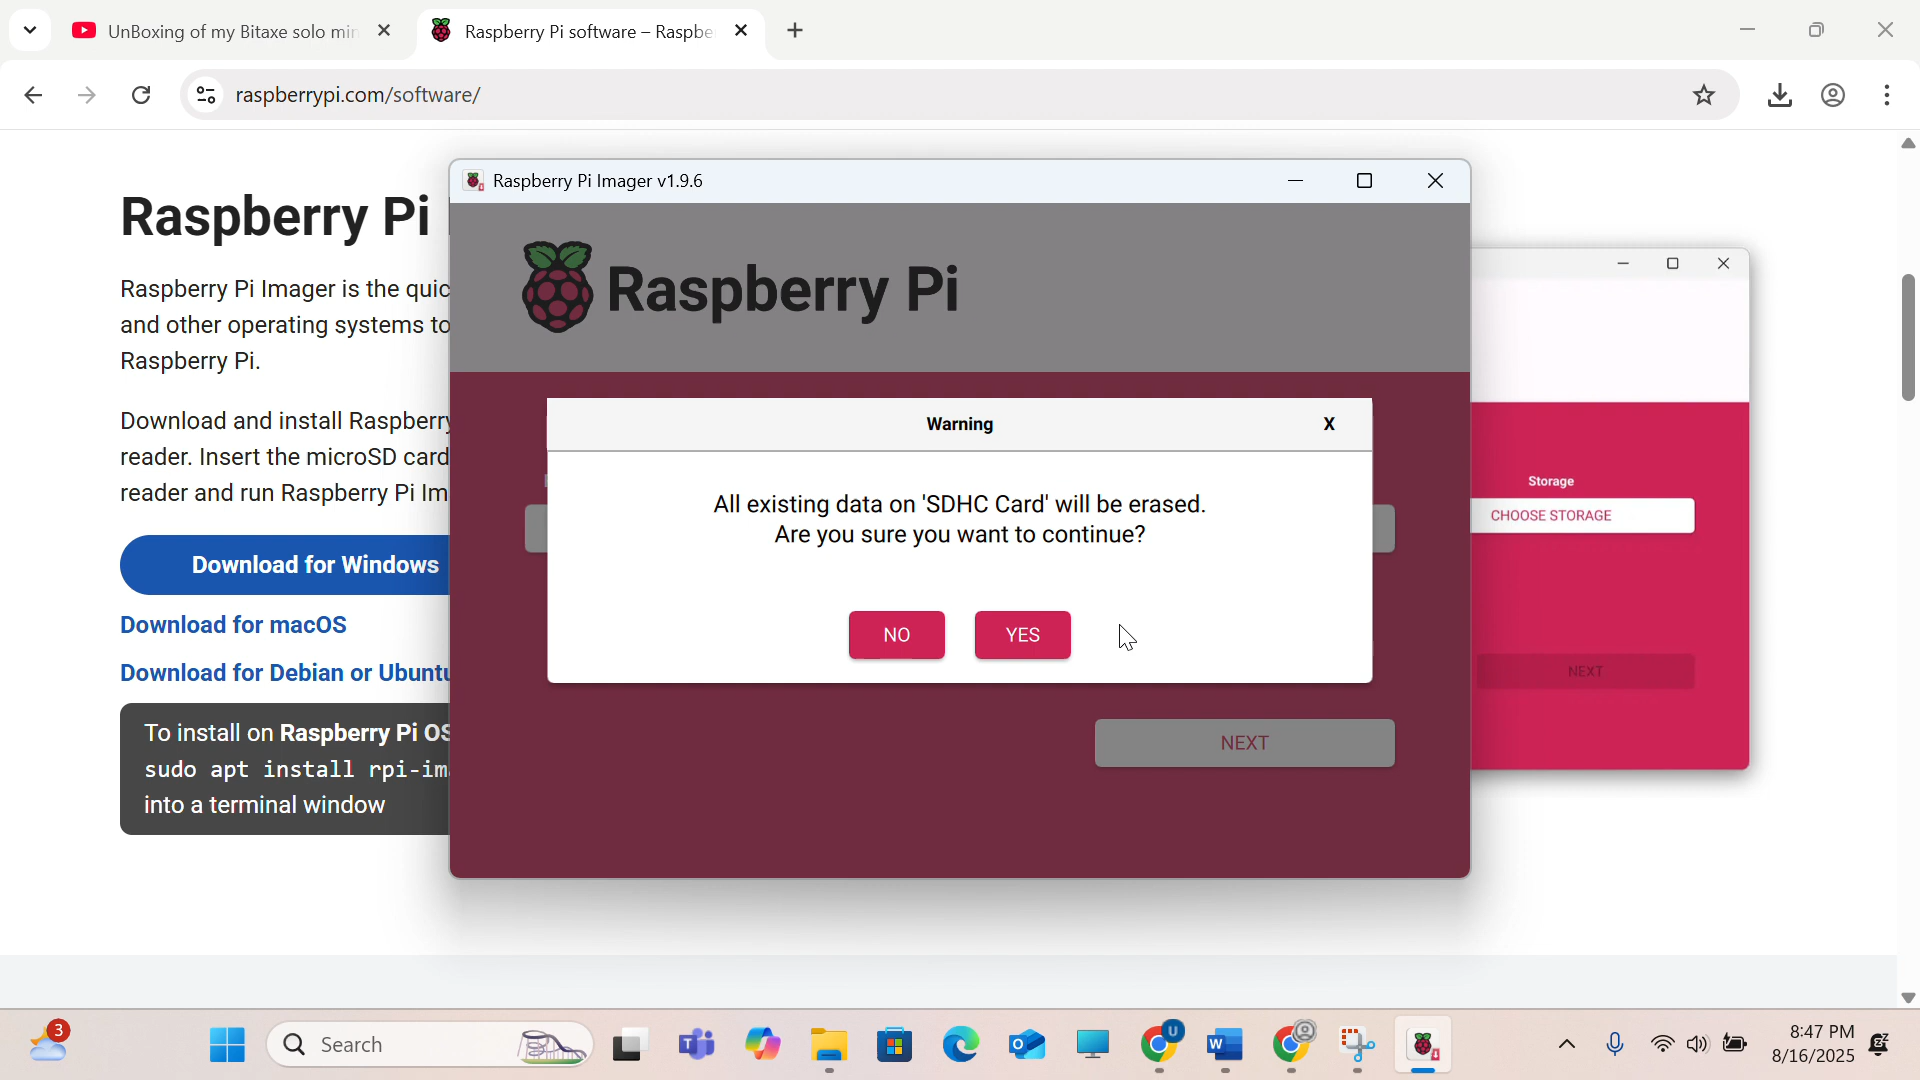 UnBoxing of my Bitaxe solo min
Raspberry Pi software – Raspbe
raspberrypi.com/software/
Raspberry Pi
Raspberry Pi Imager is the quic
and other operating systems to
Raspberry Pi.
Download and install Raspberry
reader. Insert the microSD card
reader and run Raspberry Pi Im
Download for Windows
Download for macOS
Download for Debian or Ubuntu
To install on Raspberry Pi OS
sudo apt install rpi-im
into a terminal window
Raspberry Pi Imager v1.9.6
Raspberry Pi
Warning
X
All existing data on 'SDHC Card' will be erased.
Are you sure you want to continue?
NO
YES
NEXT
Storage
CHOOSE STORAGE
NEXT
3
Search
U
8:47 PM
8/16/2025